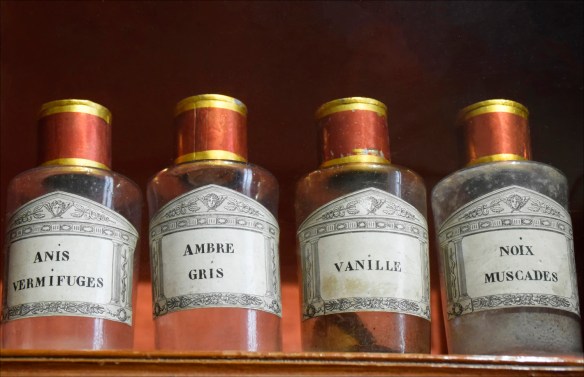 ANIS
VERMIFUGES
AMBRE
GRIS
VANILLE
NOIX
MUSCADES